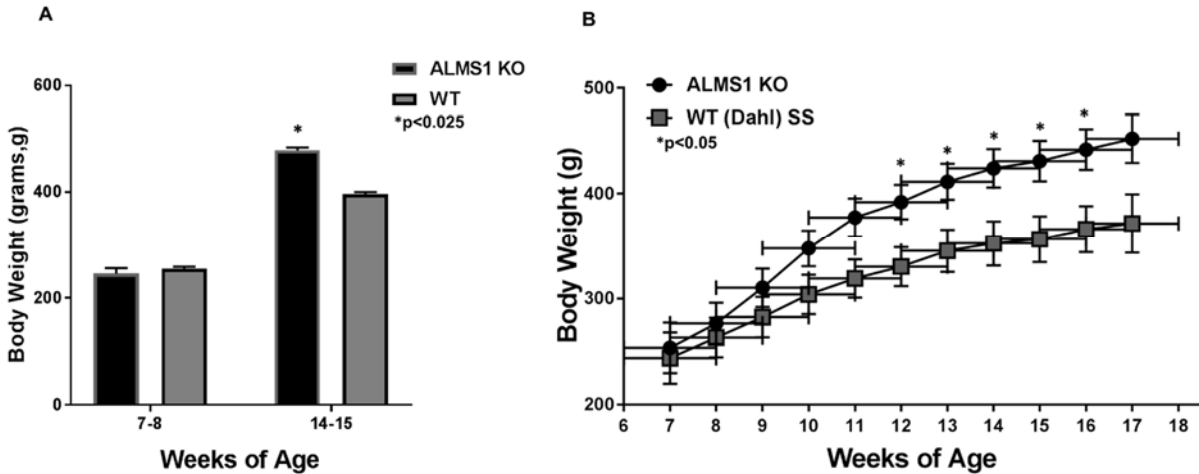 A
ALMS1 KO
WT
*p<0.025
*
Body Weight (grams,g)
600
400
200
0
7-8
14-15
Weeks of Age
B
ALMS1 KO
WT (Dahl) SS
*p<0.05
* * * * *
Body Weight (g)
500
400
300
200
6 7 8 9 10 11 12 13 14 15 16 17 18
Weeks of Age